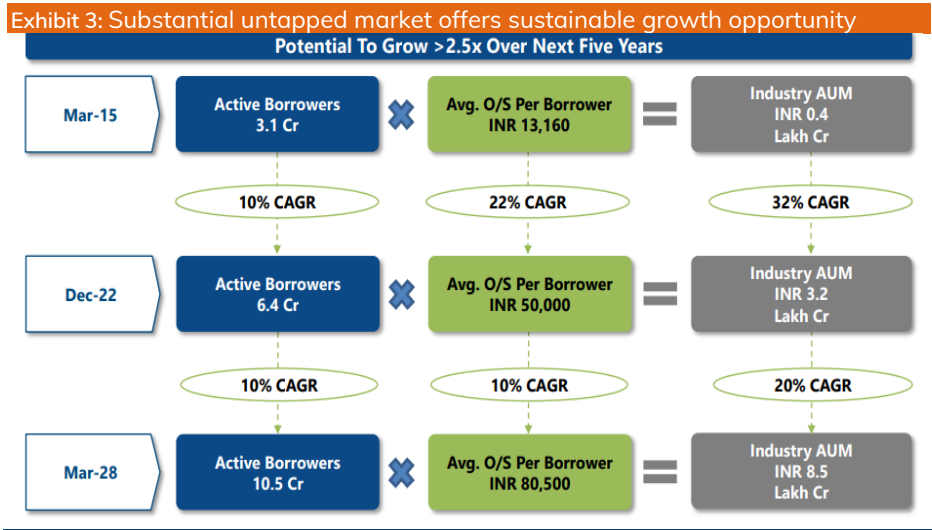 Exhibit 3: Substantial untapped market offers sustainable growth opportunity
Potential To Grow >2.5x Over Next Five Years
Mar-15
Active Borrowers
3.1 Cr
Avg. O/S Per Borrower
INR 13,160
Industry AUM
INR 0.4
Lakh Cr
10% CAGR
22% CAGR
32% CAGR
Dec-22
Active Borrowers
6.4 Cr
Avg. O/S Per Borrower
INR 50,000
Industry AUM
INR 3.2
Lakh Cr
10% CAGR
10% CAGR
20% CAGR
Mar-28
Active Borrowers
10.5 Cr
Avg. O/S Per Borrower
INR 80,500
Industry AUM
INR 8.5
Lakh Cr